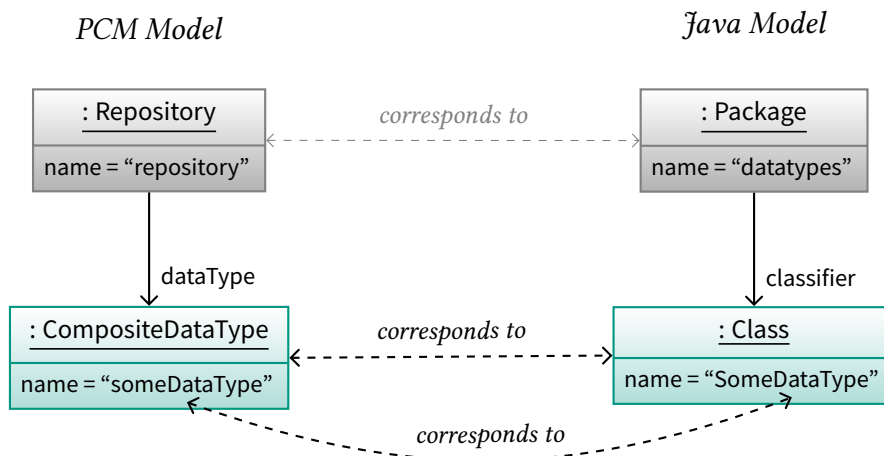 PCM Model
Java Model
: Repository
name = “repository”
corresponds to
: Package
name = “datatypes”
dataType
classifier
: CompositeDataType
name = “someDataType”
corresponds to
: Class
name = “SomeDataType”
corresponds to